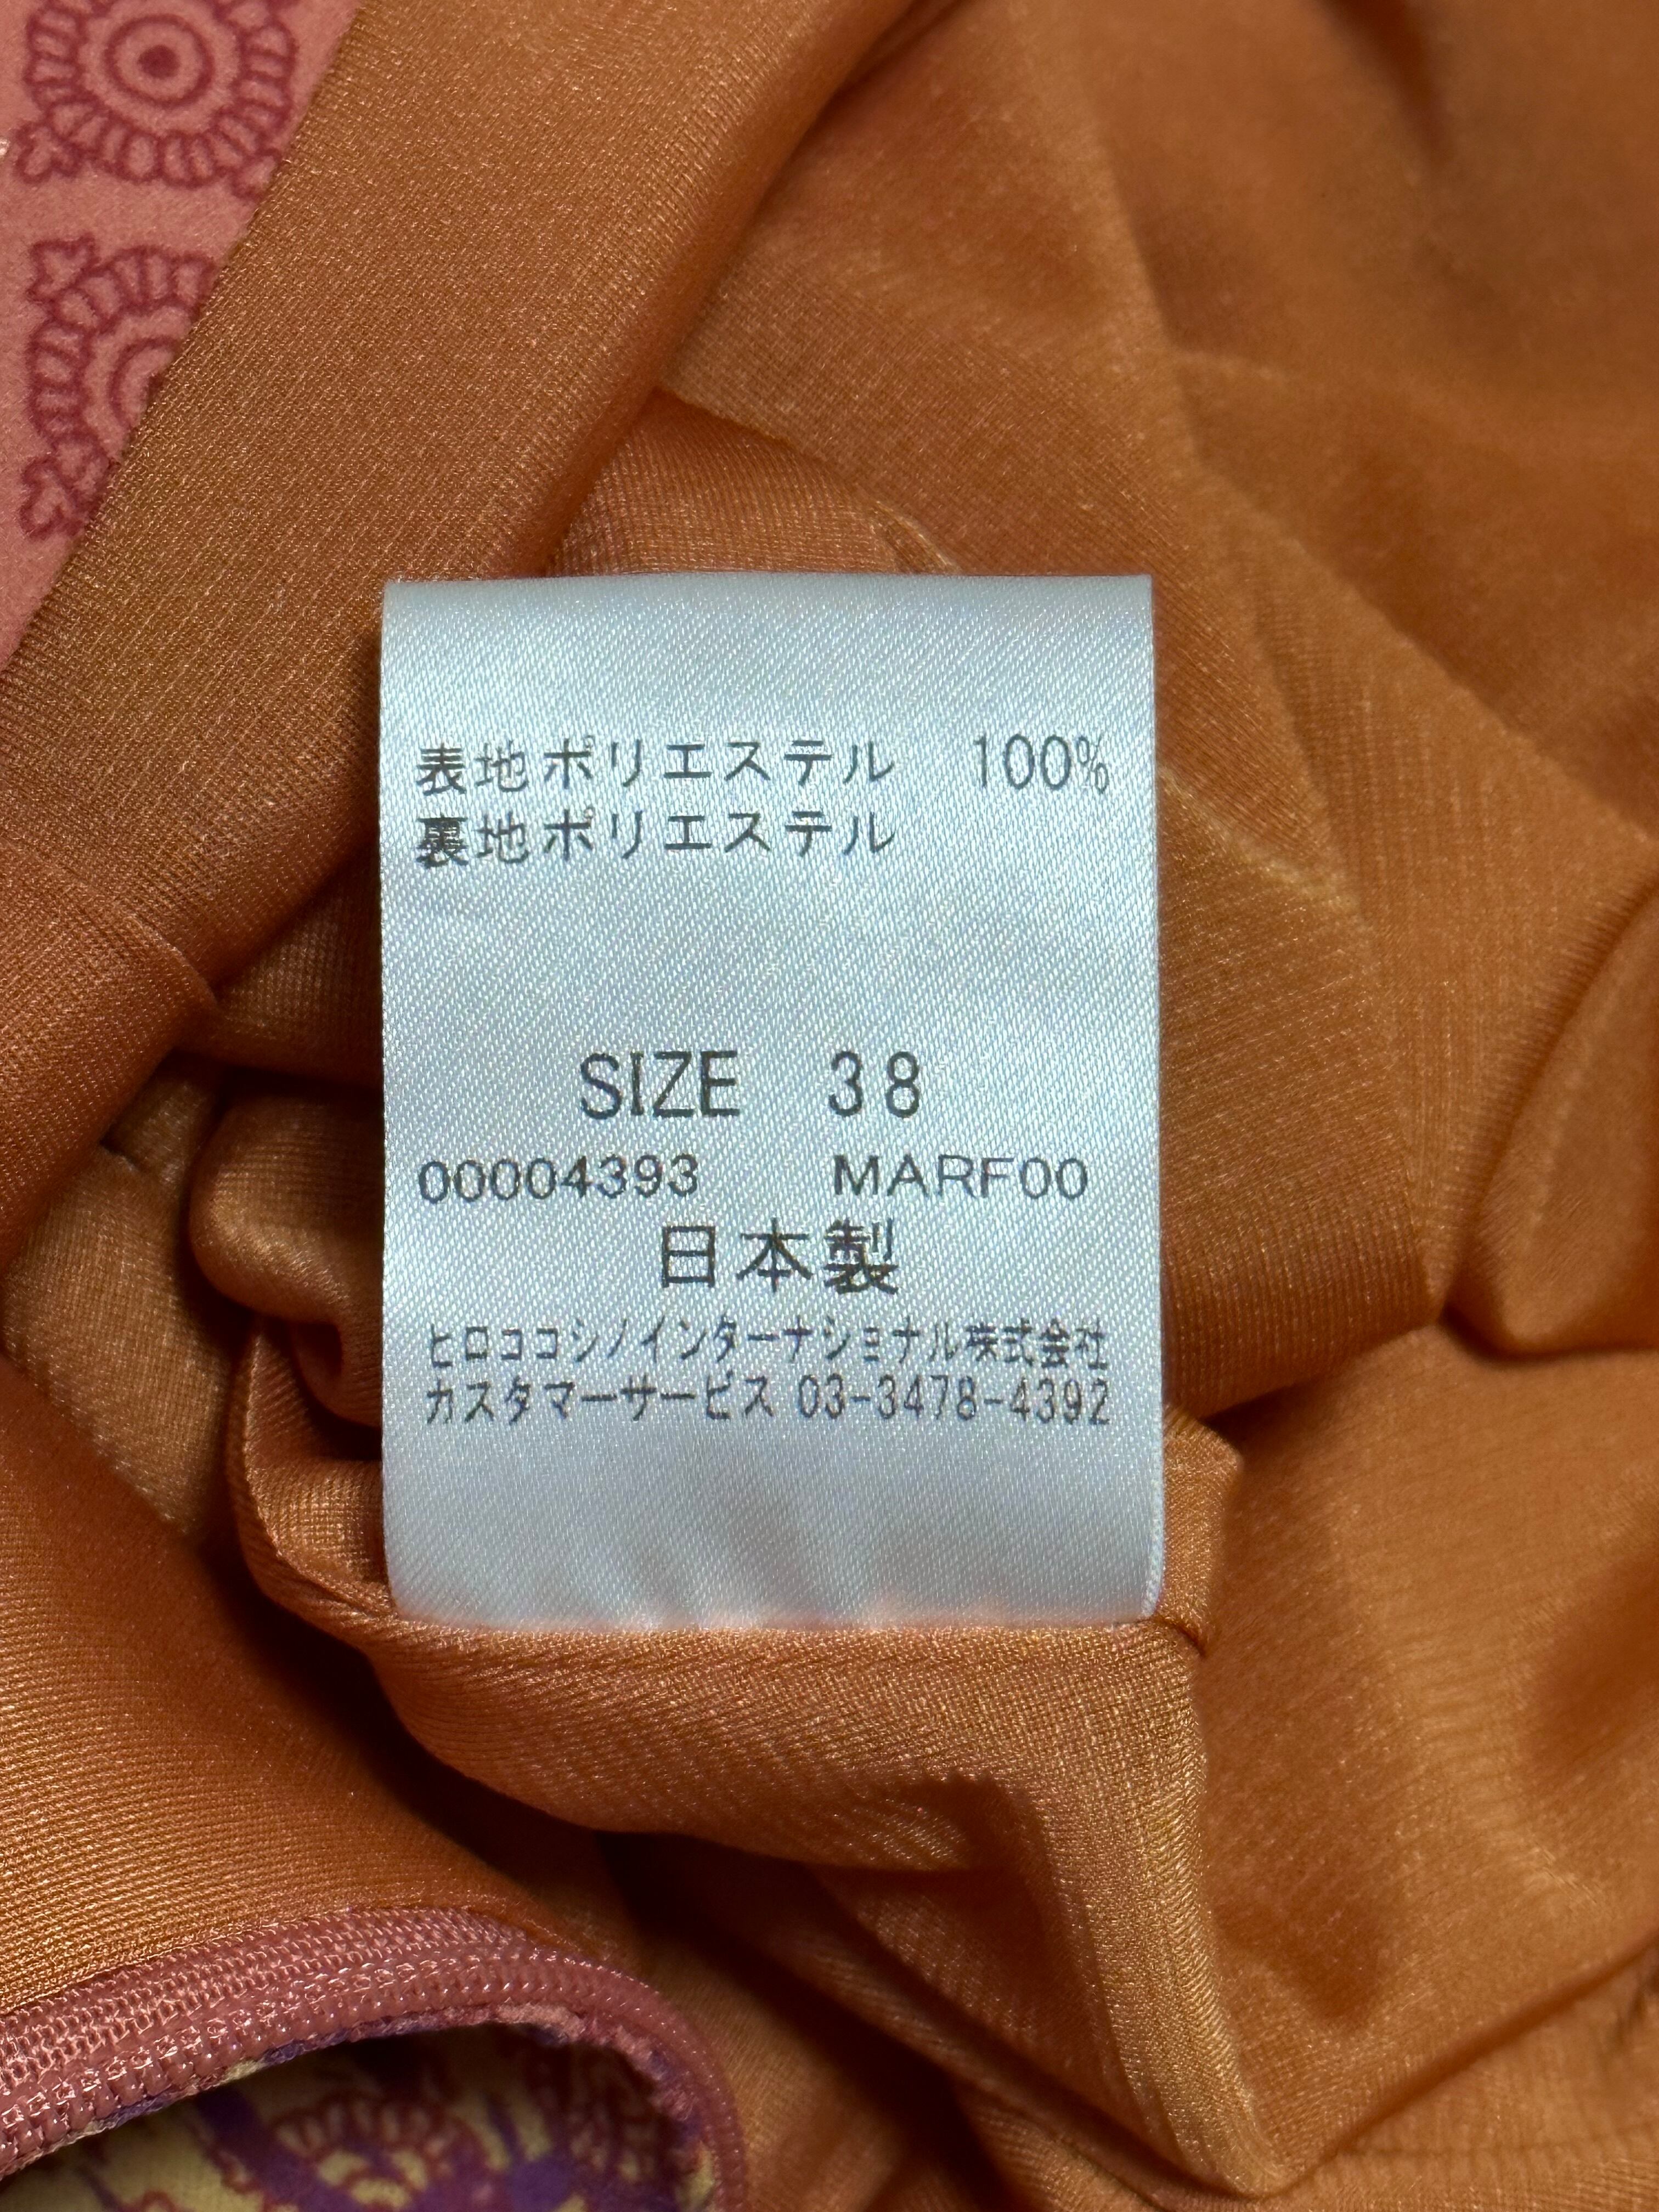 表地ポリエステル 100%
裏地ポリエステル
SIZE 38
00004393 MARF00
日本製
ヒロココシノインターナショナル株式会社
カスタマーサービス 03-3478-4392